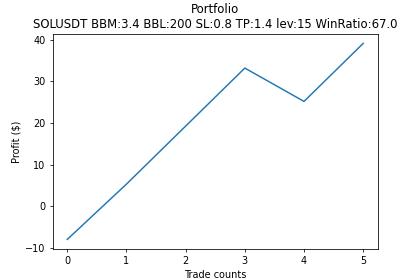 Portfolio
SOLUSDT BBM:3.4 BBL:200 SL:0.8 TP:1.4 lev:15 WinRatio:67.0
40
30
20
10
0
−10
Profit ($)
0 1 2 3 4 5
Trade counts